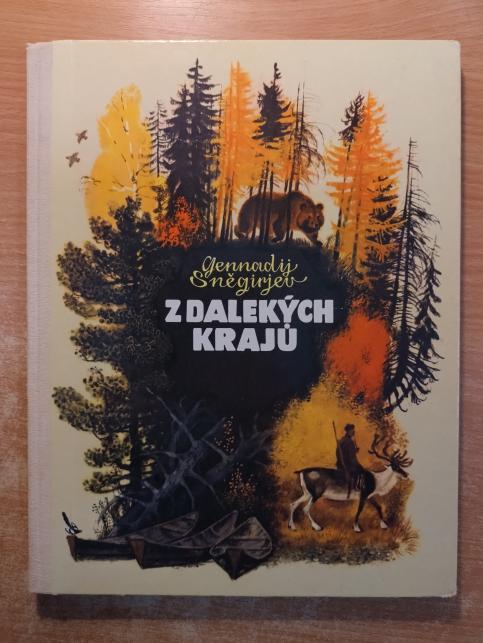 Gennadij
Sněgirjev
Z DALEKÝCH
KRAJŮ